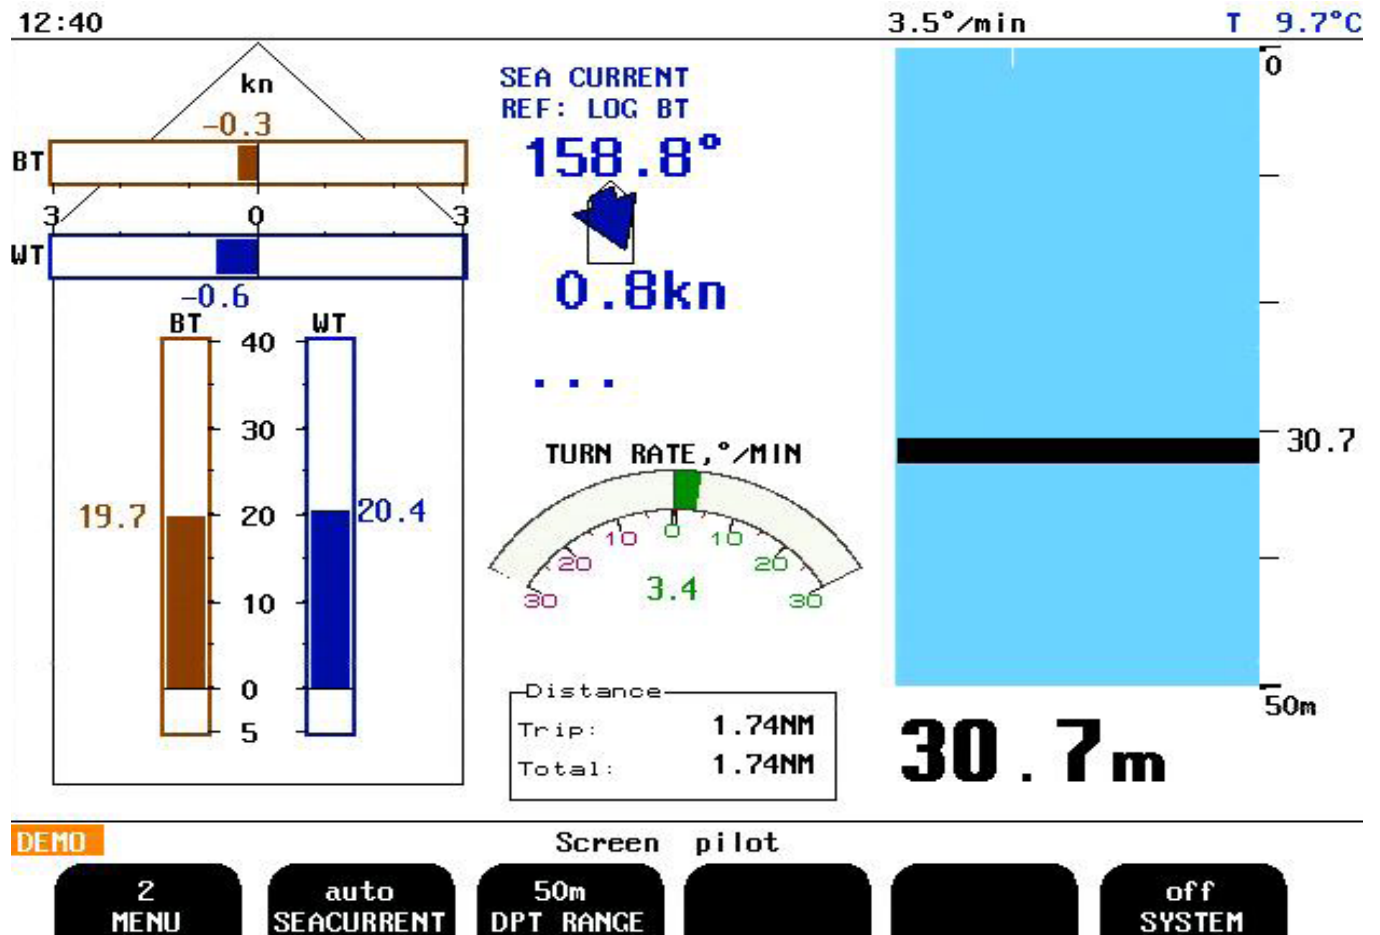 12:40 3.5°/min T 9.7°C
kn
-0.3
BT
3 0 3
WT
-0.6
SEA CURRENT
REF: LOG BT
158.8°
0.8kn
...
BT WT
40
30
19.7 20 20.4
10
0
5
TURN RATE,°/MIN
30 20 10 0 10 20 30
3.4
Distance
Trip: 1.74NM
Total: 1.74NM
0
30.7
50m
30.7m
DEMO Screen pilot
2 auto 50m off
MENU SEACURRENT DPT RANGE SYSTEM